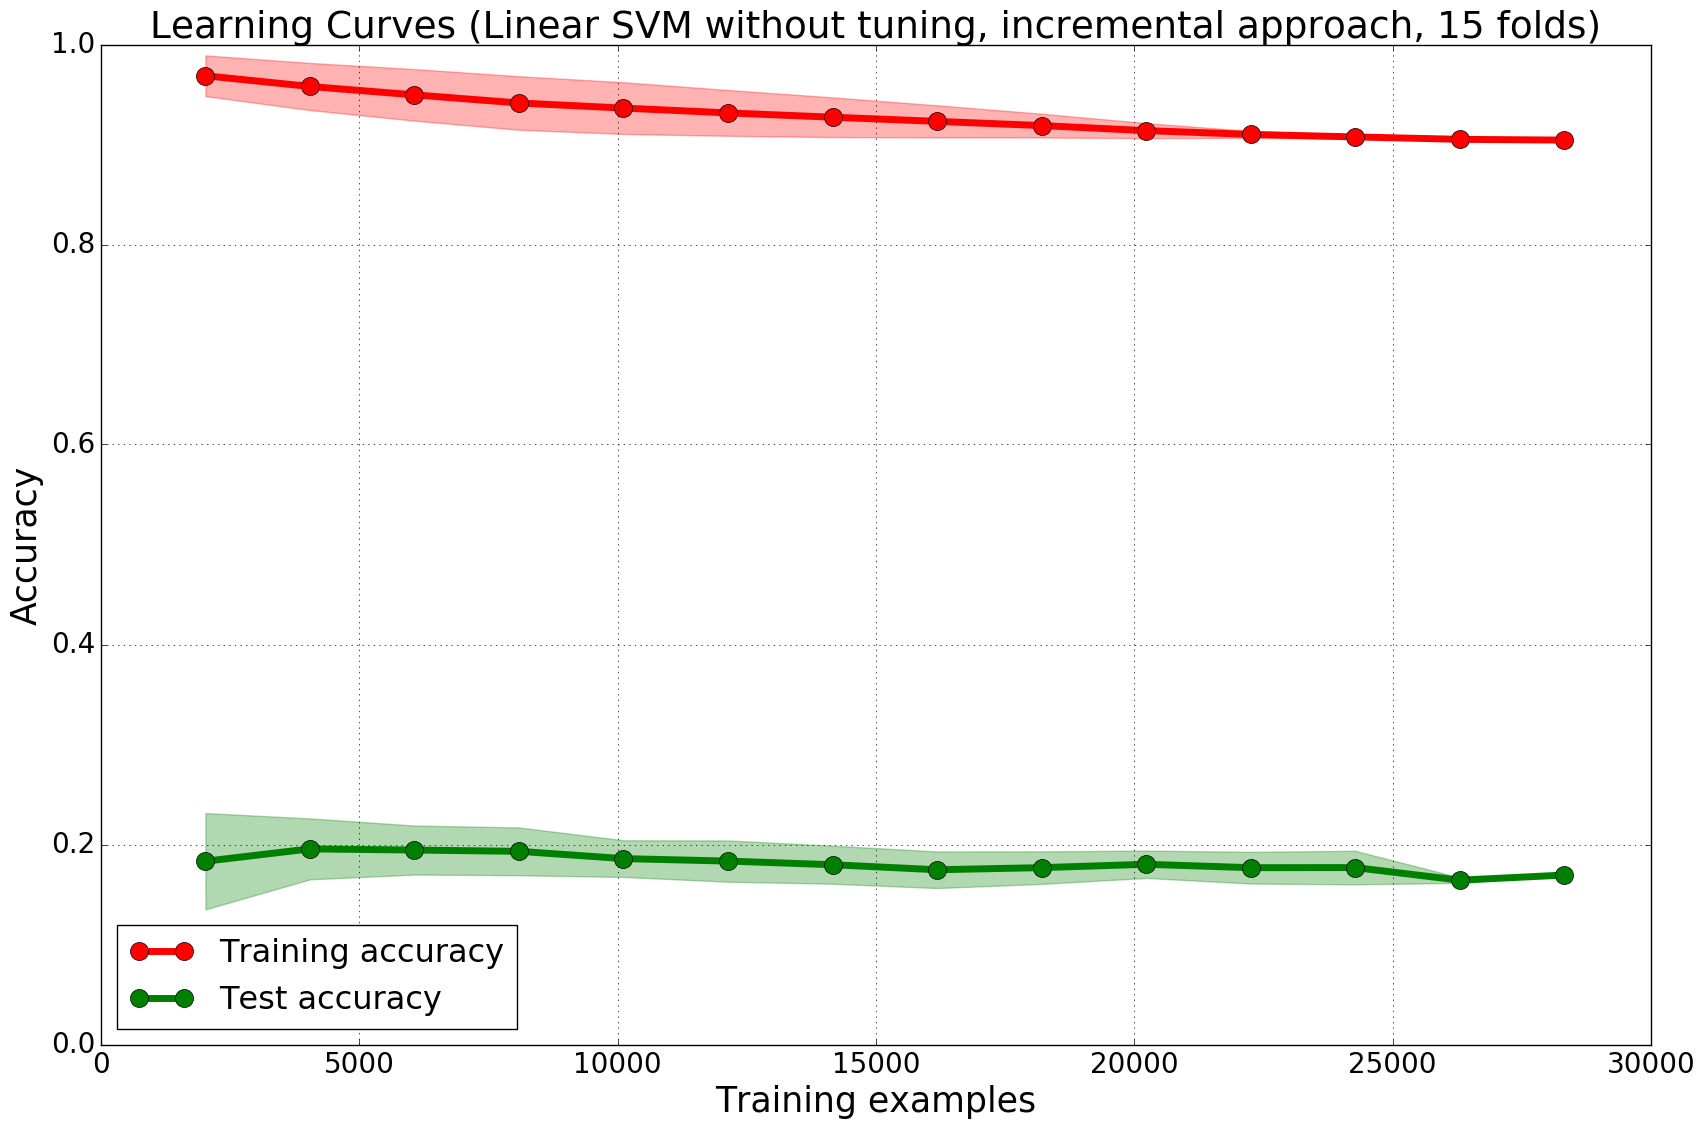 Learning Curves (Linear SVM without tuning, incremental approach, 15 folds)
1.0
0.8
0.6
0.4
0.2
0.0
Accuracy
Training accuracy
Test accuracy
0 5000 10000 15000 20000 25000 30000
Training examples